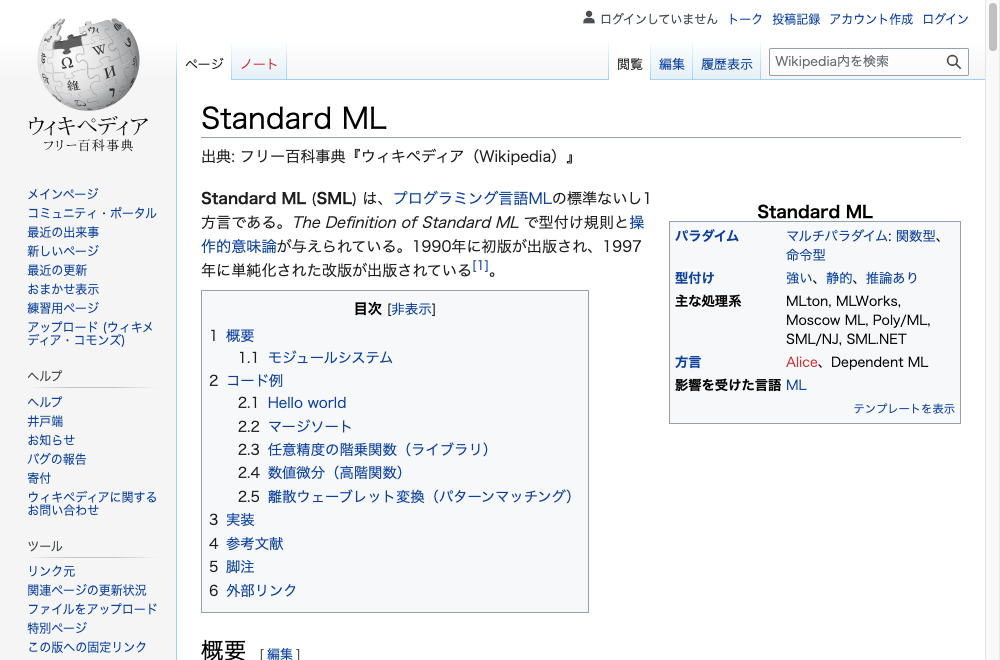 ログインしていません トーク 投稿記録 アカウント作成 ログイン
ページ ノート 閲覧 編集 履歴表示 Wikipedia内を検索
ウィキペディア
フリー百科事典
メインページ
コミュニティ・ポータル
最近の出来事
新しいページ
最近の更新
おまかせ表示
練習用ページ
アップロード (ウィキメ
ディア・コモンズ)
ヘルプ
ヘルプ
井戸端
お知らせ
バグの報告
寄付
ウィキペディアに関する
お問い合わせ
ツール
リンク元
関連ページの更新状況
ファイルをアップロード
特別ページ
この版への固定リンク
Standard ML
出典: フリー百科事典『ウィキペディア（Wikipedia）』
Standard ML (SML) は、プログラミング言語MLの標準ないし1
方言である。The Definition of Standard ML で型付け規則と操
作的意味論が与えられている。1990年に初版が出版され、1997
年に単純化された改版が出版されている[1]。
Standard ML
パラダイム マルチパラダイム: 関数型、
命令型
型付け 強い、静的、推論あり
主な処理系 MLton, MLWorks,
Moscow ML, Poly/ML,
SML/NJ, SML.NET
方言 Alice、Dependent ML
影響を受けた言語 ML
テンプレートを表示
目次 [非表示]
1 概要
1.1 モジュールシステム
2 コード例
2.1 Hello world
2.2 マージソート
2.3 任意精度の階乗関数（ライブラリ）
2.4 数値微分（高階関数）
2.5 離散ウェーブレット変換（パターンマッチング）
3 実装
4 参考文献
5 脚注
6 外部リンク
概要 [編集]